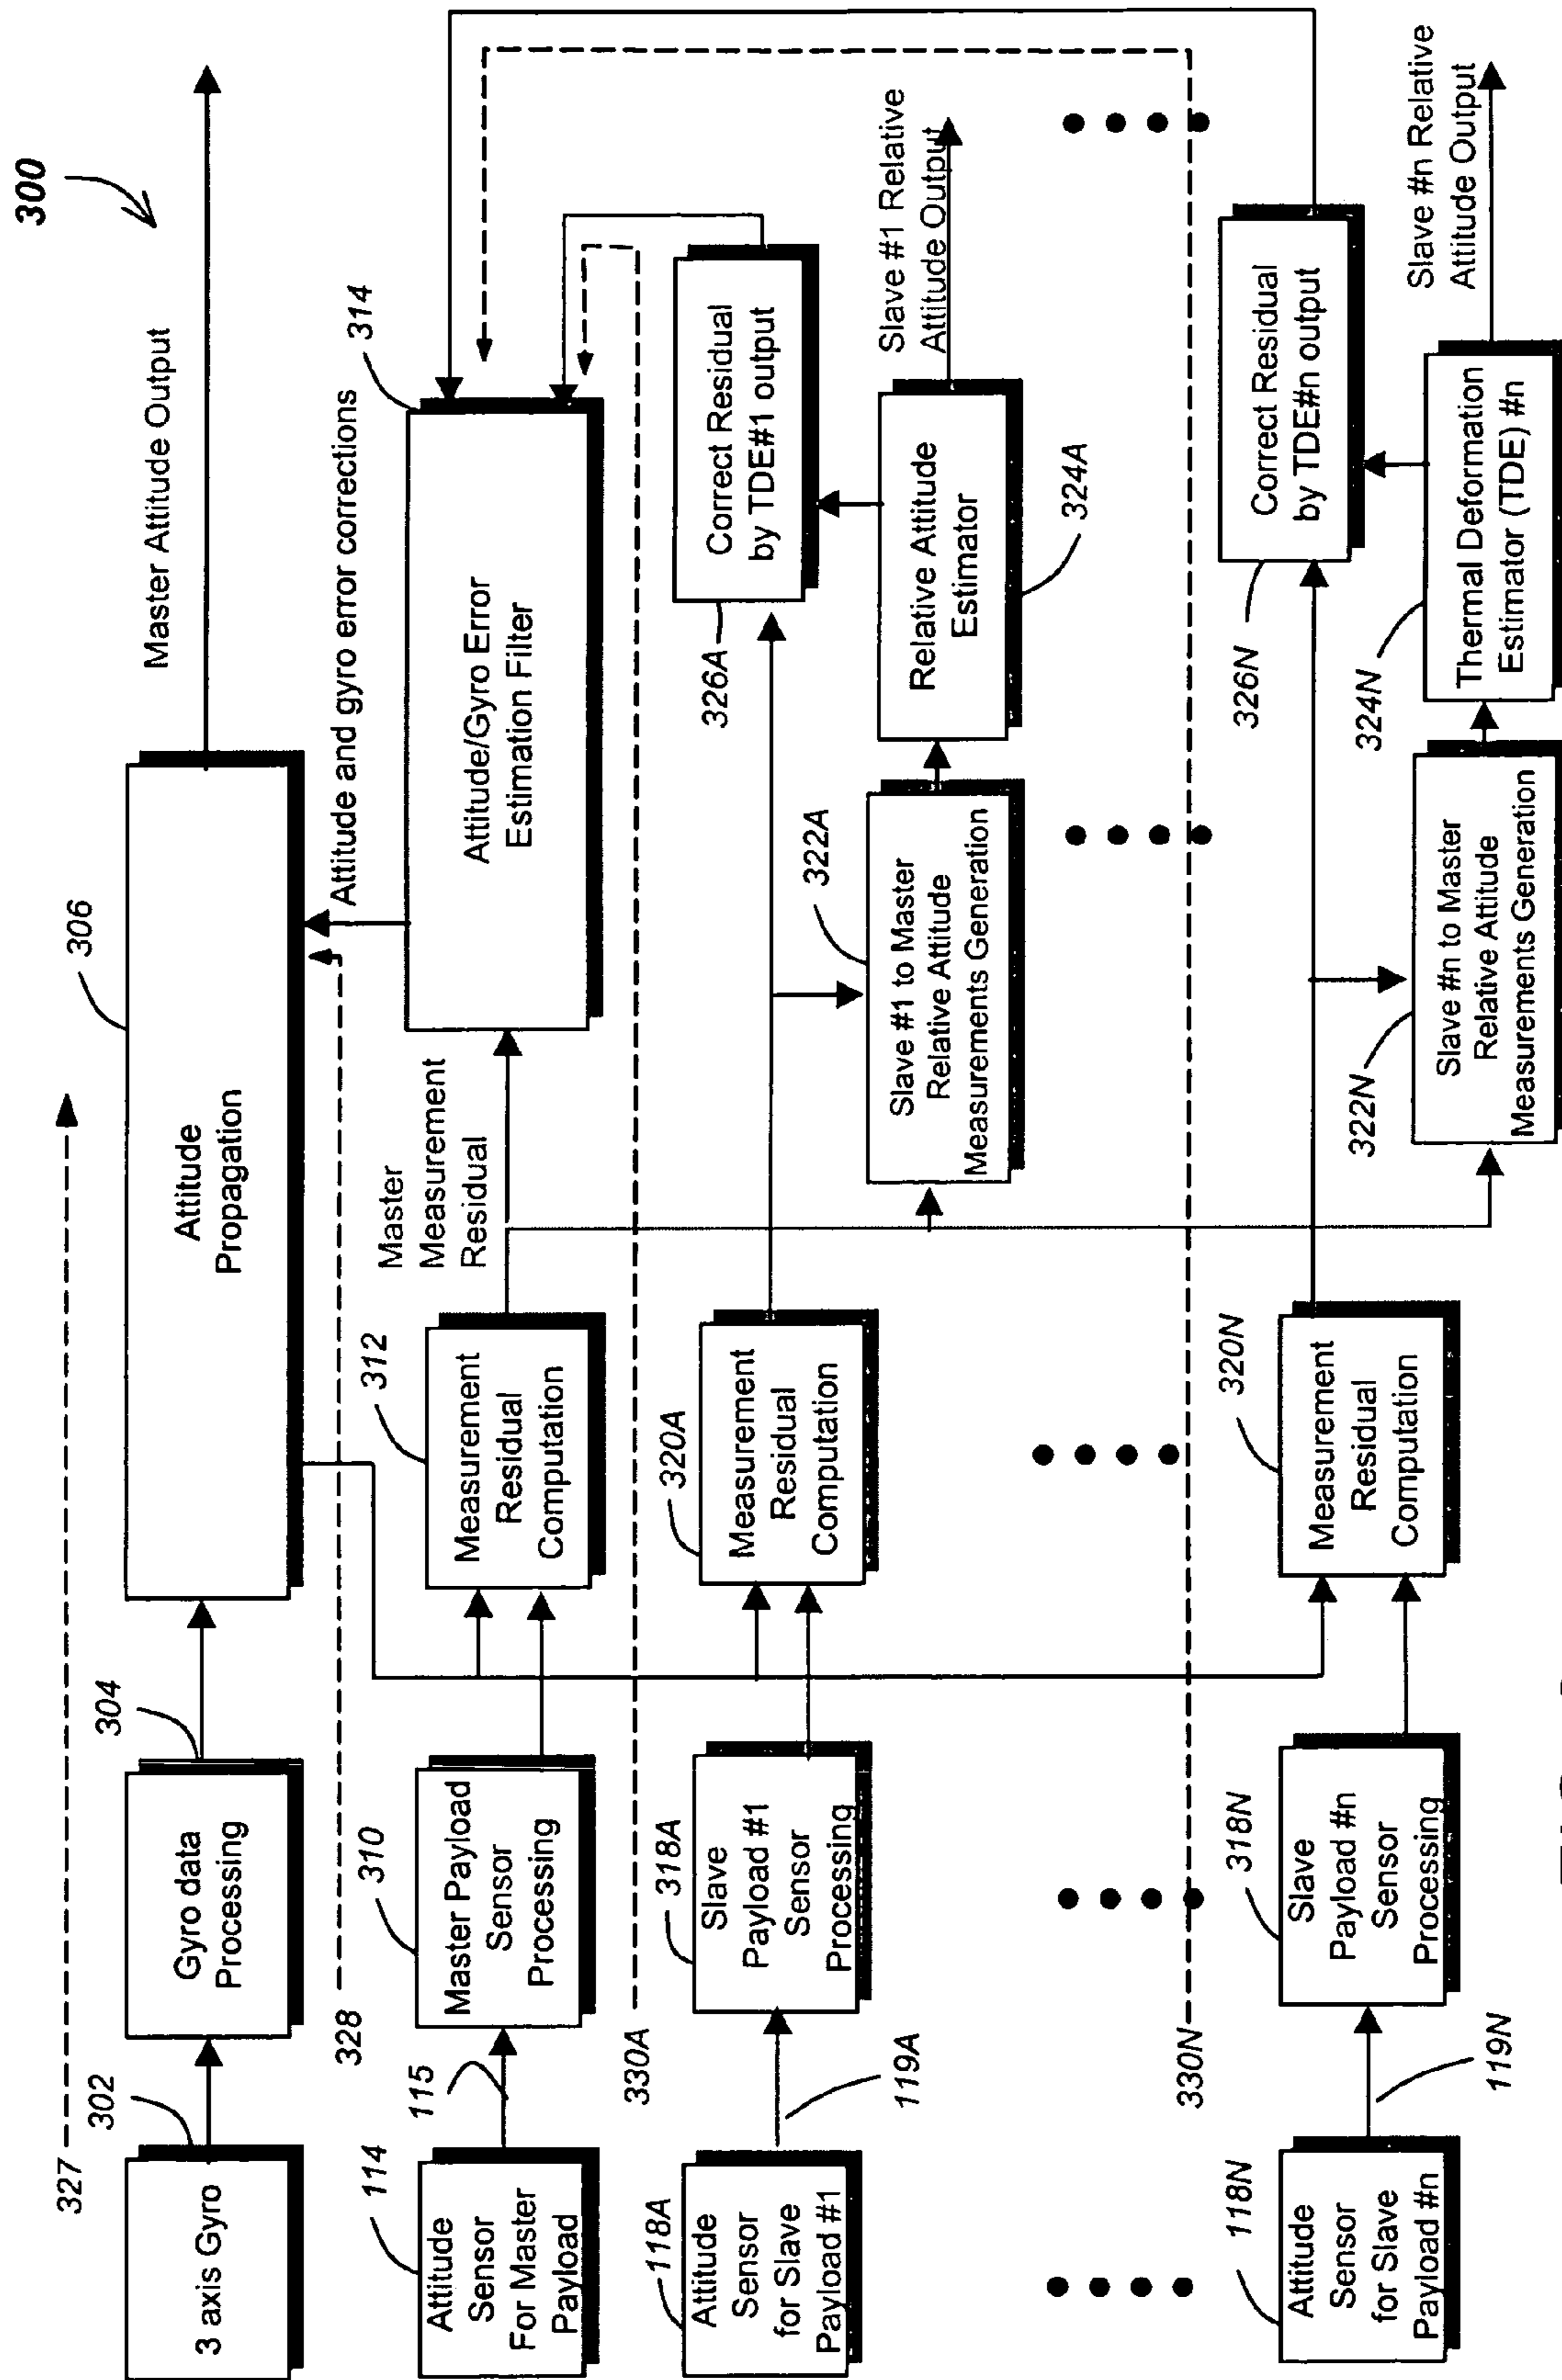 300
327
302
3 axis Gyro
304
Gyro data
Processing
306
Attitude
Propagation
Master Attitude Output
328
Attitude and gyro error corrections
114
Attitude
Sensor
For Master
Payload
115
310
Master Payload
Sensor
Processing
312
Measurement
Residual
Computation
Master
Measurement
Residual
314
Attitude/Gyro Error
Estimation Filter
330A
118A
Attitude
Sensor
for Slave
Payload #1
119A
318A
Slave
Payload #1
Sensor
Processing
320A
Measurement
Residual
Computation
326A
Correct Residual
by TDE#1 output
322A
Slave #1 to Master
Relative Attitude
Measurements Generation
Relative Attitude
Estimator
324A
Slave #1 Relative
Attitude Output
330N
118N
Attitude
Sensor
for Slave
Payload #n
119N
318N
Slave
Payload #n
Sensor
Processing
320N
Measurement
Residual
Computation
326N
Correct Residual
by TDE#n output
322N
Slave #n to Master
Relative Attitude
Measurements Generation
324N
Thermal Deformation
Estimator (TDE) #n
Slave #n Relative
Attitude Output